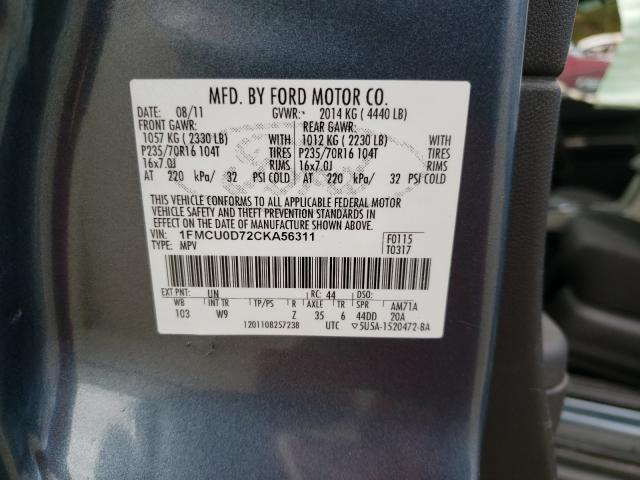 MFD. BY FORD MOTOR CO.
DATE: 08/11 GVWR: 2014 KG ( 4440 LB)
FRONT GAWR: REAR GAWR:
1057 KG ( 2330 LB) WITH 1012 KG ( 2230 LB) WITH
P235/70R16 104T TIRES P235/70R16 104T TIRES
16x7.0J RIMS 16x7.0J RIMS
AT 220 kPa/ 32 PSI COLD AT 220 kPa/ 32 PSI COLD
THIS VEHICLE CONFORMS TO ALL APPLICABLE FEDERAL MOTOR
VEHICLE SAFETY AND THEFT PREVENTION STANDARDS IN
EFFECT ON THE DATE OF MANUFACTURE SHOWN ABOVE.
VIN: 1FMCU0D72CKA56311 F0115
TYPE: MPV T0317
EXT PNT: UN RC: 44 DSO:
WB INT TR TP/PS R AXLE TR SPR AM71A
103 W9 Z 35 6 44DD 20A
1201108257238 UTC ▽5U5A-1520472-BA